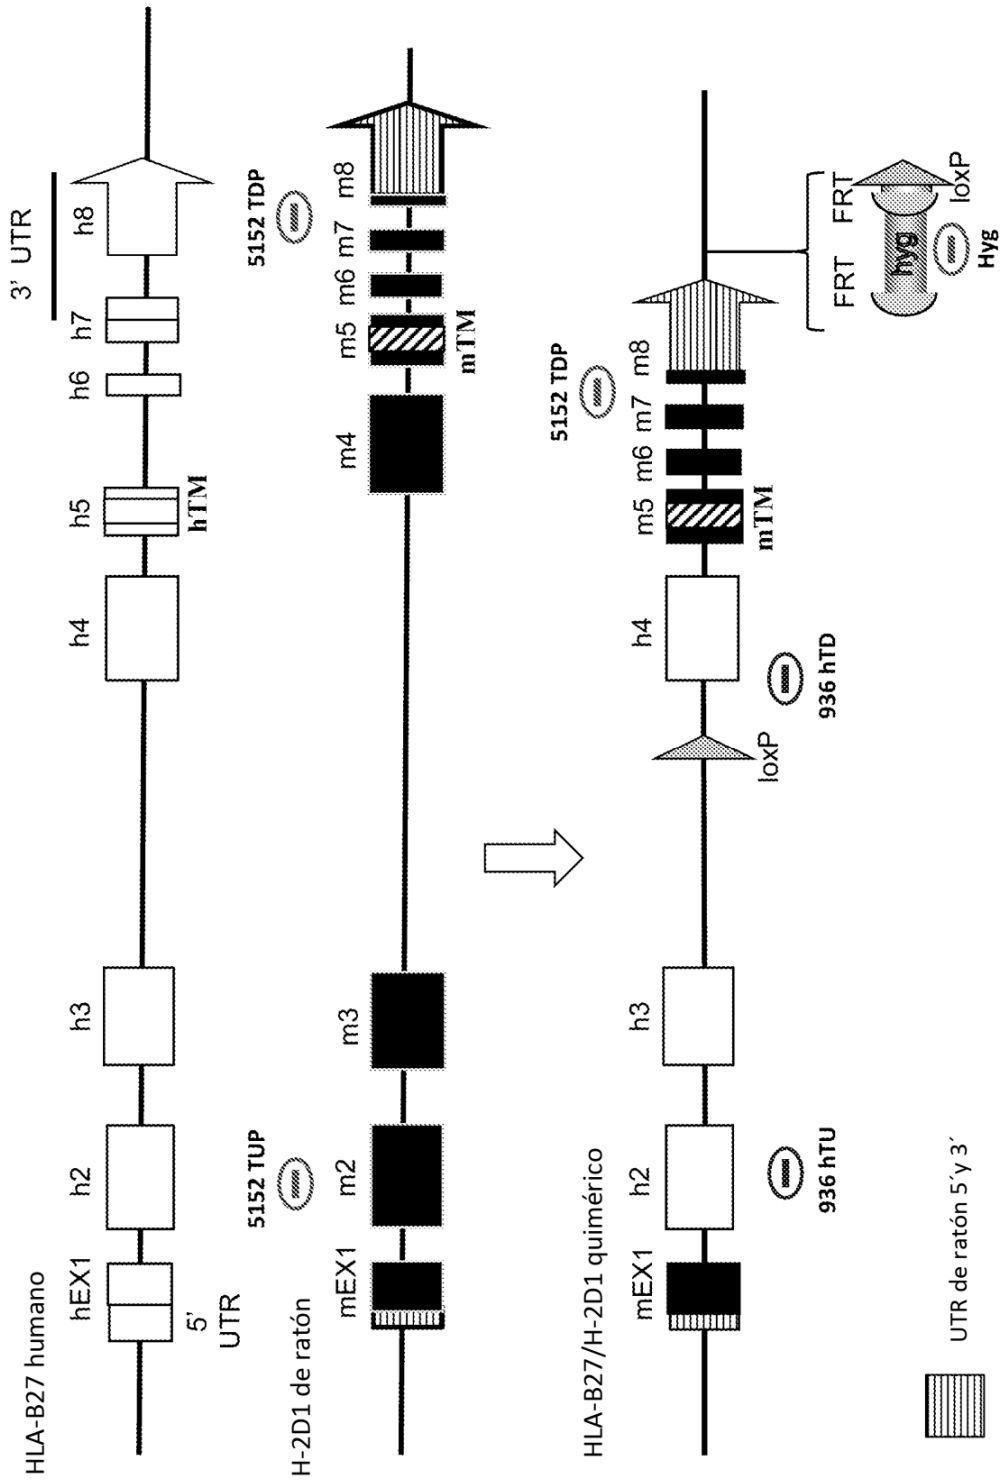 HLA-B27 humano
hEX1 h2 h3 h4 h5 h6 h7 h8
3' UTR
5'
UTR
hTM
H-2D1 de ratón
5152 TUP
5152 TDP
mEX1 m2 m3 m4 m5 m6 m7 m8
mTM
HLA-B27/H-2D1 quimérico
5152 TDP
mEX1 h2 h3 h4 m5 m6 m7 m8
936 hTU
loxP
936 hTD
mTM
FRT FRT
hyg
loxP
Hyg
UTR de ratón 5´y 3´